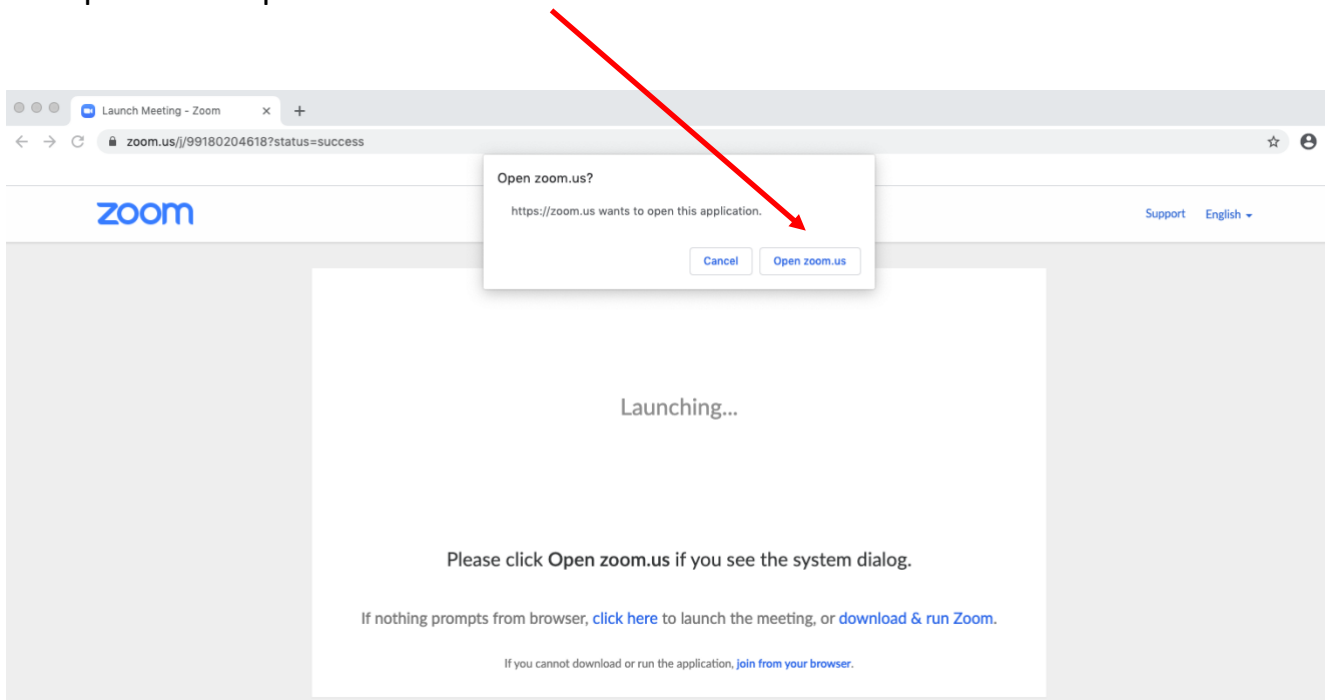 Launch Meeting - Zoom
zoom.us/j/99180204618?status=success
Open zoom.us?
https://zoom.us wants to open this application.
Cancel Open zoom.us
zoom Support English
Launching...
Please click Open zoom.us if you see the system dialog.
If nothing prompts from browser, click here to launch the meeting, or download & run Zoom.
If you cannot download or run the application, join from your browser.